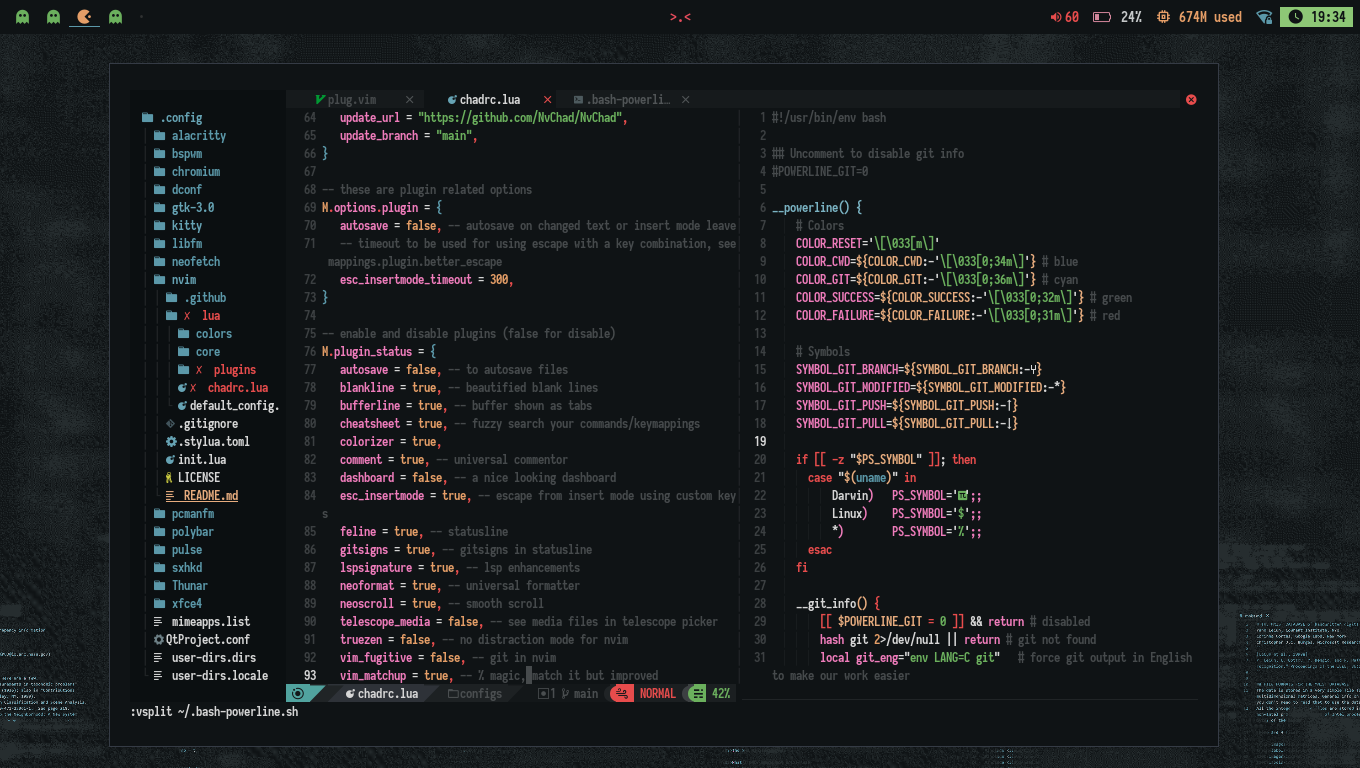 >.<
60
24%
674M used
19:34
plug.vim
chadrc.lua
.bash-powerli…
.config
alacritty
bspwm
chromium
dconf
gtk-3.0
kitty
libfm
neofetch
nvim
.github
✗ lua
colors
core
✗ plugins
✗ chadrc.lua
default_config.
.gitignore
.stylua.toml
init.lua
LICENSE
README.md
pcmanfm
polybar
pulse
sxhkd
Thunar
xfce4
mimeapps.list
QtProject.conf
user-dirs.dirs
user-dirs.locale
64 update_url = "https://github.com/NvChad/NvChad",
65 update_branch = "main",
66 }
67
68 -- these are plugin related options
69 M.options.plugin = {
70 autosave = false, -- autosave on changed text or insert mode leave
71 -- timeout to be used for using escape with a key combination, see
mappings.plugin.better_escape
72 esc_insertmode_timeout = 300,
73 }
74
75 -- enable and disable plugins (false for disable)
76 M.plugin_status = {
77 autosave = false, -- to autosave files
78 blankline = true, -- beautified blank lines
79 bufferline = true, -- buffer shown as tabs
80 cheatsheet = true, -- fuzzy search your commands/keymappings
81 colorizer = true,
82 comment = true, -- universal commentor
83 dashboard = false, -- a nice looking dashboard
84 esc_insertmode = true, -- escape from insert mode using custom key
s
85 feline = true, -- statusline
86 gitsigns = true, -- gitsigns in statusline
87 lspsignature = true, -- lsp enhancements
88 neoformat = true, -- universal formatter
89 neoscroll = true, -- smooth scroll
90 telescope_media = false, -- see media files in telescope picker
91 truezen = false, -- no distraction mode for nvim
92 vim_fugitive = false, -- git in nvim
93 vim_matchup = true, -- % magic, match it but improved
1 #!/usr/bin/env bash
2
3 ## Uncomment to disable git info
4 #POWERLINE_GIT=0
5
6 __powerline() {
7 # Colors
8 COLOR_RESET='\[\033[m\]'
9 COLOR_CWD=${COLOR_CWD:-'\[\033[0;34m\]'} # blue
10 COLOR_GIT=${COLOR_GIT:-'\[\033[0;36m\]'} # cyan
11 COLOR_SUCCESS=${COLOR_SUCCESS:-'\[\033[0;32m\]'} # green
12 COLOR_FAILURE=${COLOR_FAILURE:-'\[\033[0;31m\]'} # red
13
14 # Symbols
15 SYMBOL_GIT_BRANCH=${SYMBOL_GIT_BRANCH:-⑂}
16 SYMBOL_GIT_MODIFIED=${SYMBOL_GIT_MODIFIED:-*}
17 SYMBOL_GIT_PUSH=${SYMBOL_GIT_PUSH:-↑}
18 SYMBOL_GIT_PULL=${SYMBOL_GIT_PULL:-↓}
19
20 if [[ -z "$PS_SYMBOL" ]]; then
21 case "$(uname)" in
22 Darwin) PS_SYMBOL='';;
23 Linux) PS_SYMBOL='$';;
24 *) PS_SYMBOL='%';;
25 esac
26 fi
27
28 __git_info() {
29 [[ $POWERLINE_GIT = 0 ]] && return # disabled
30 hash git 2>/dev/null || return # git not found
31 local git_eng="env LANG=C git" # force git output in English
to make our work easier
chadrc.lua
configs
1
main
NORMAL
42%
:vsplit ~/.bash-powerline.sh